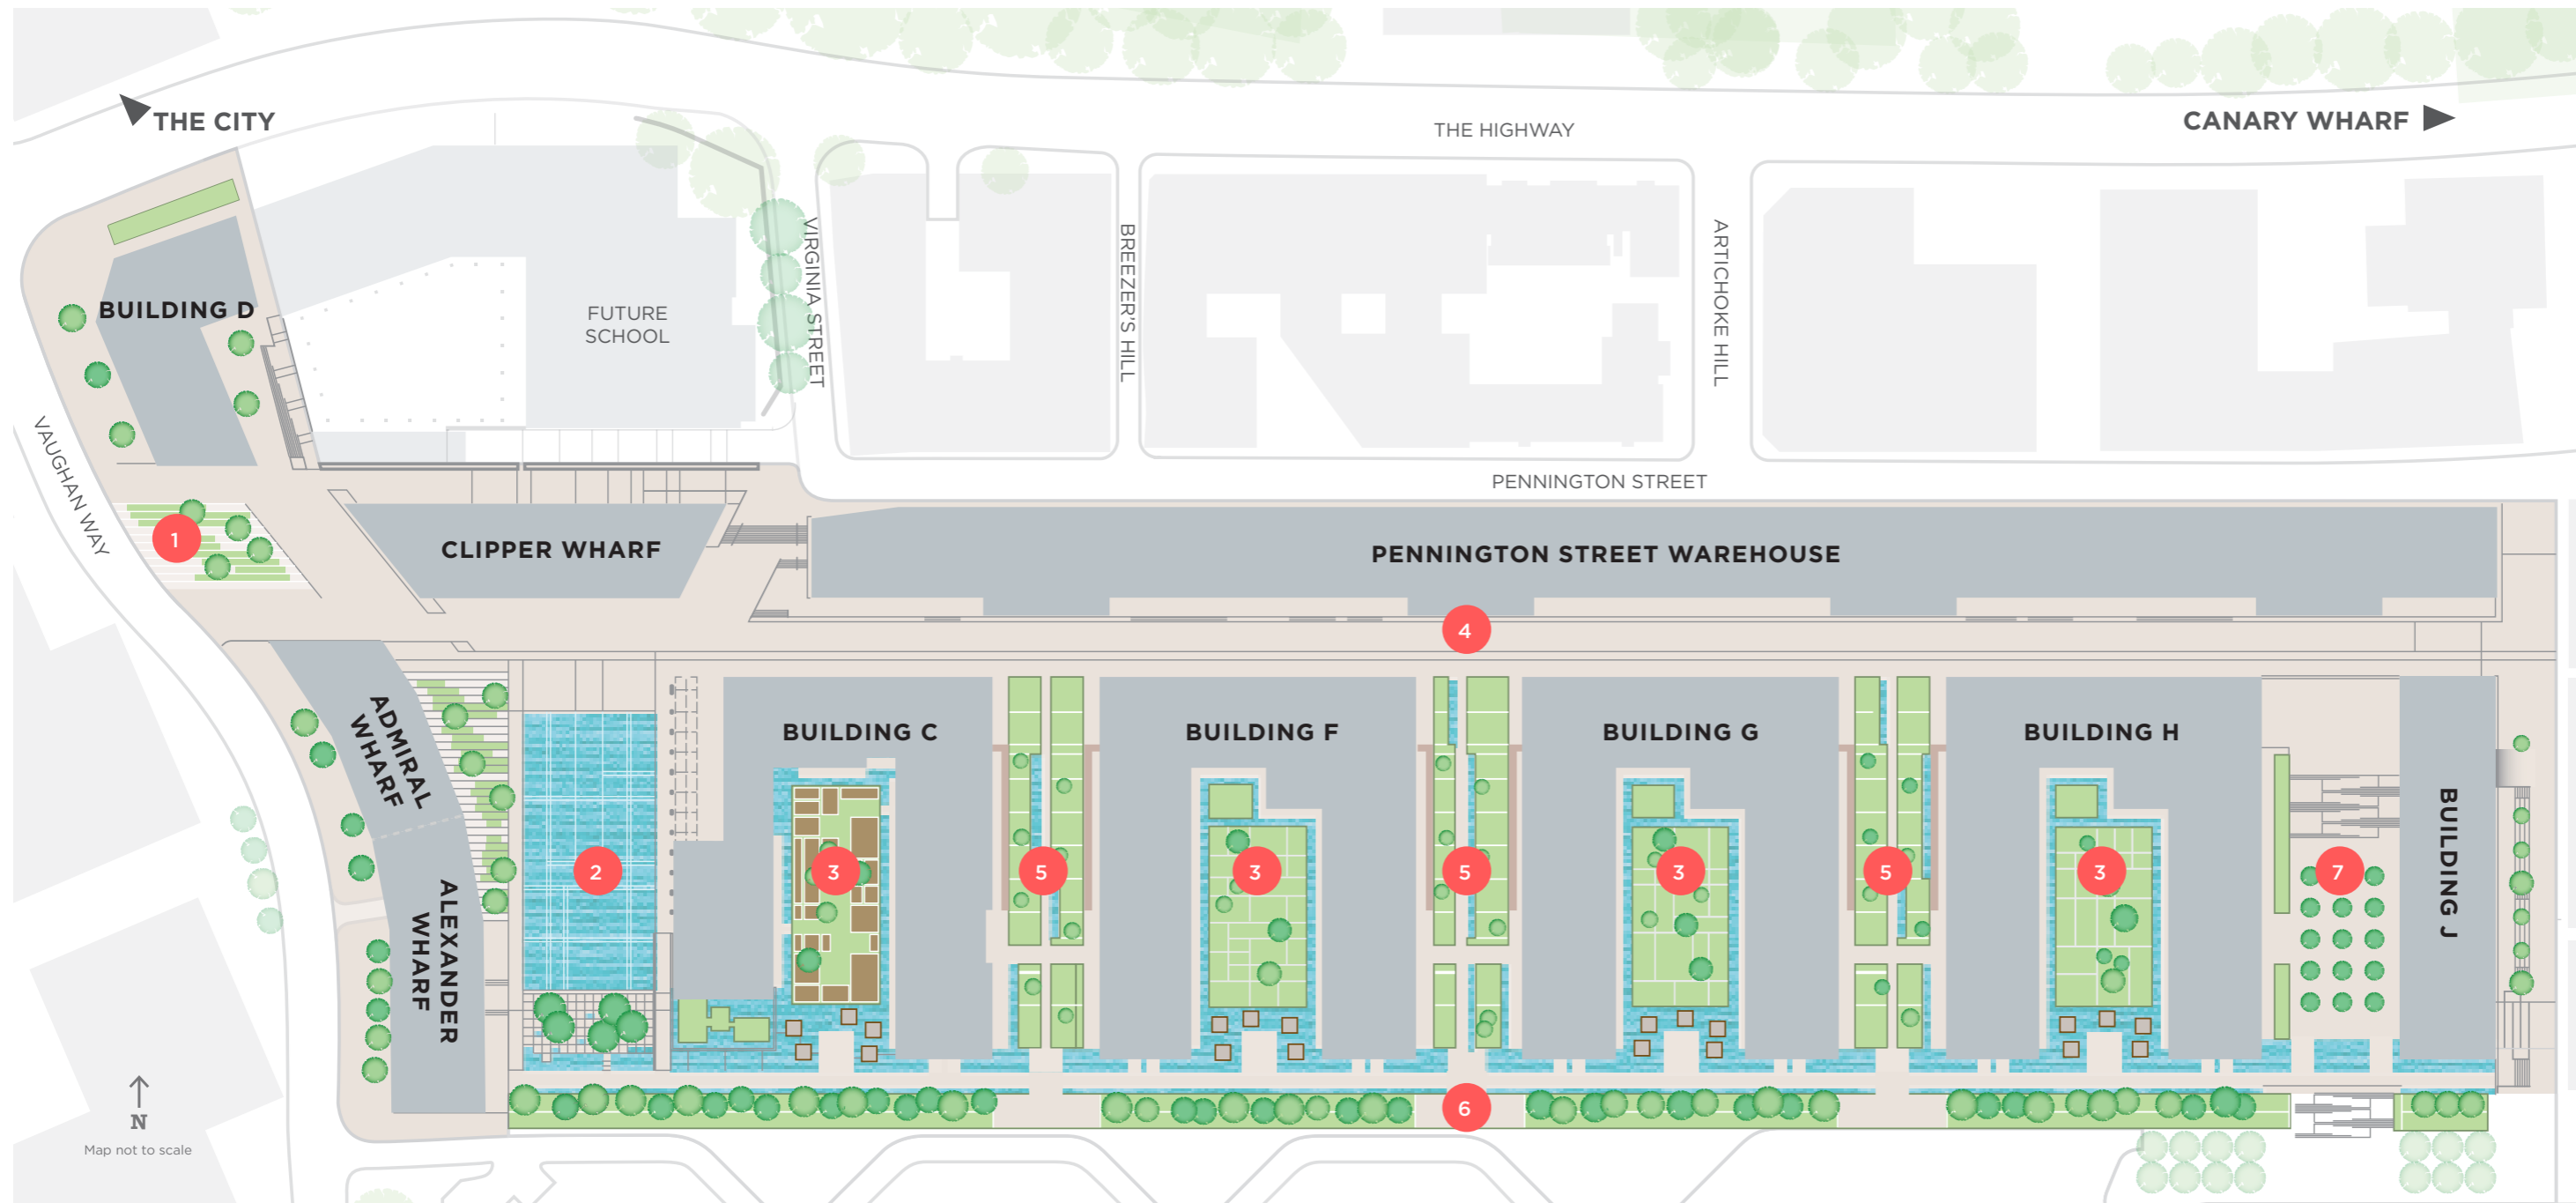 THE CITY
THE HIGHWAY
CANARY WHARF
BUILDING D
FUTURE
SCHOOL
VIRGINIA STREET
BREEZER'S HILL
ARTICHOKE HILL
VAUGHAN WAY
PENNINGTON STREET
1
CLIPPER WHARF
PENNINGTON STREET WAREHOUSE
4
ADMIRAL
WHARF
BUILDING C
BUILDING F
BUILDING G
BUILDING H
BUILDING J
2
3
5
3
5
3
5
3
7
ALEXANDER
WHARF
6
N
Map not to scale